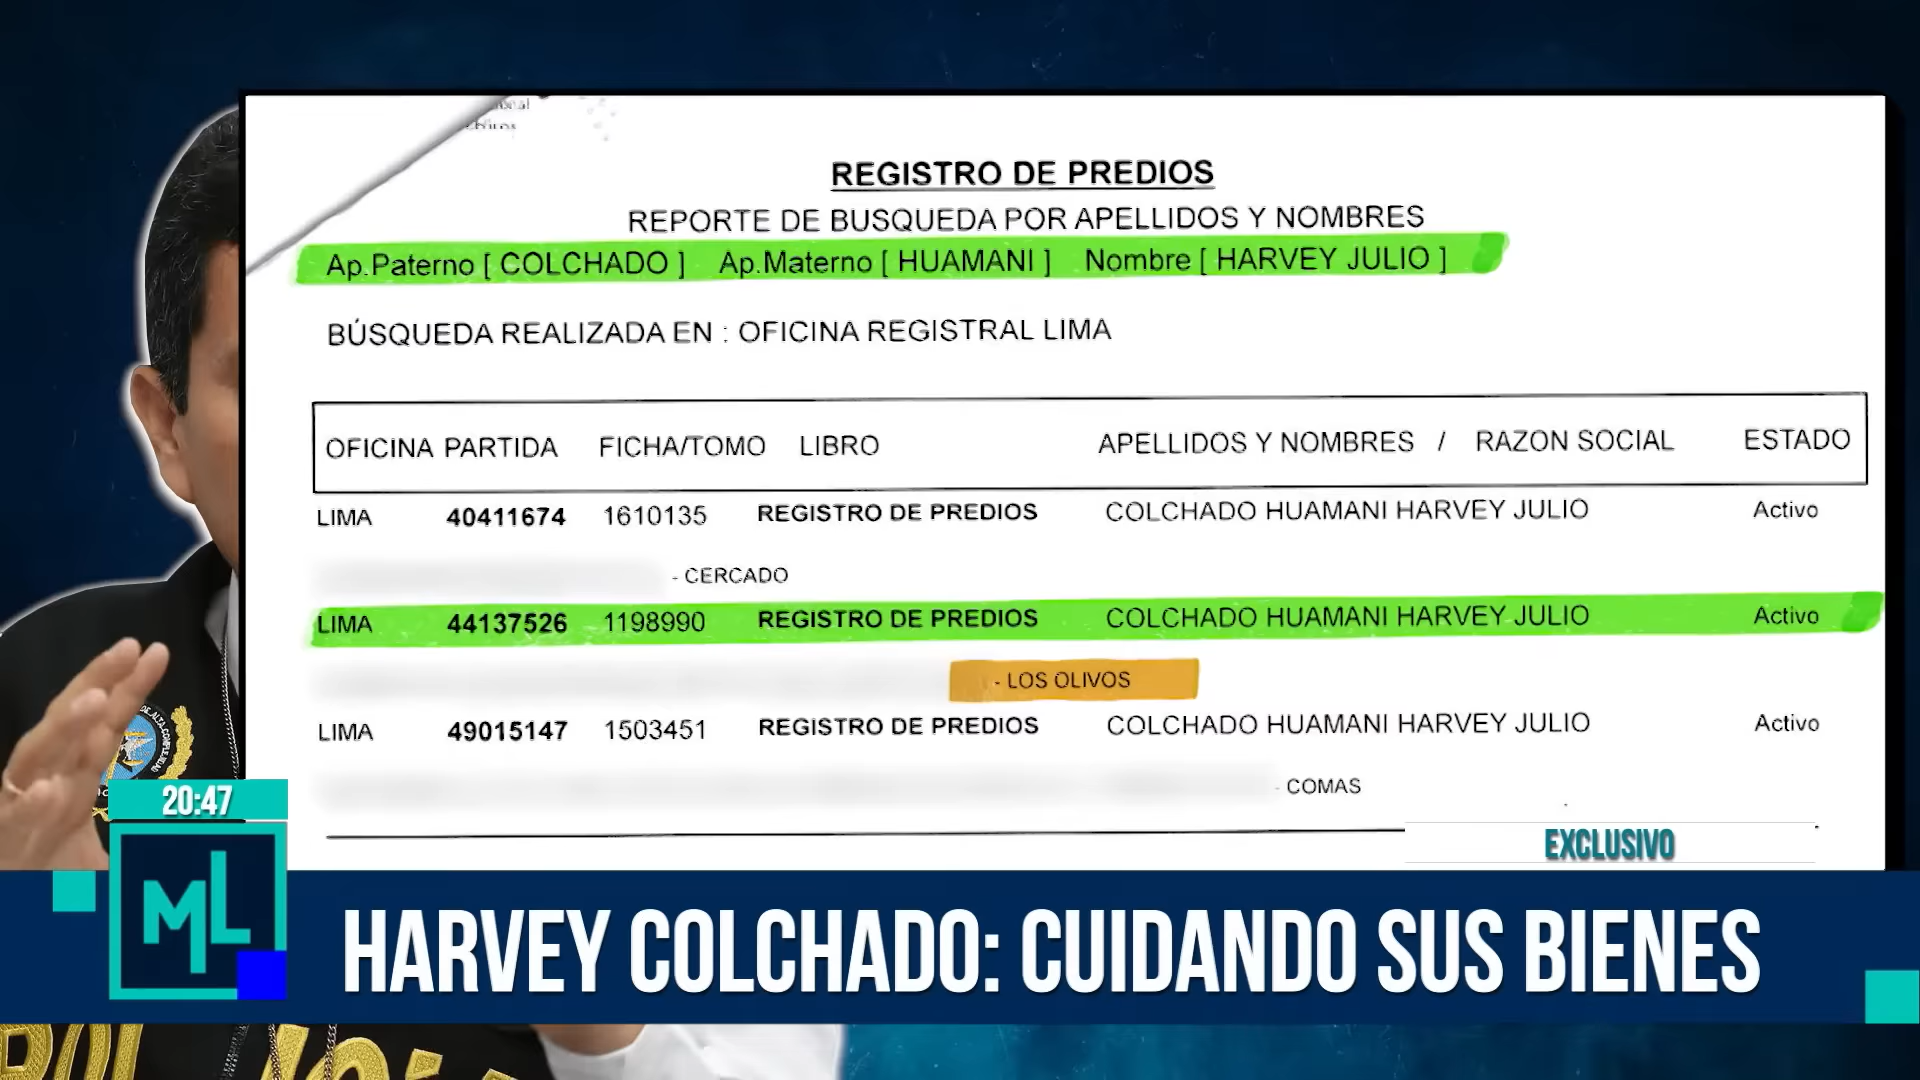 REGISTRO DE PREDIOS
REPORTE DE BUSQUEDA POR APELLIDOS Y NOMBRES
Ap.Paterno [ COLCHADO ] Ap.Materno [ HUAMANI ] Nombre [ HARVEY JULIO ]
BÚSQUEDA REALIZADA EN : OFICINA REGISTRAL LIMA
OFICINA PARTIDA FICHA/TOMO LIBRO APELLIDOS Y NOMBRES / RAZON SOCIAL ESTADO
LIMA 40411674 1610135 REGISTRO DE PREDIOS COLCHADO HUAMANI HARVEY JULIO Activo
- CERCADO
LIMA 44137526 1198990 REGISTRO DE PREDIOS COLCHADO HUAMANI HARVEY JULIO Activo
- LOS OLIVOS
LIMA 49015147 1503451 REGISTRO DE PREDIOS COLCHADO HUAMANI HARVEY JULIO Activo
- COMAS
20:47
EXCLUSIVO
ML
HARVEY COLCHADO: CUIDANDO SUS BIENES